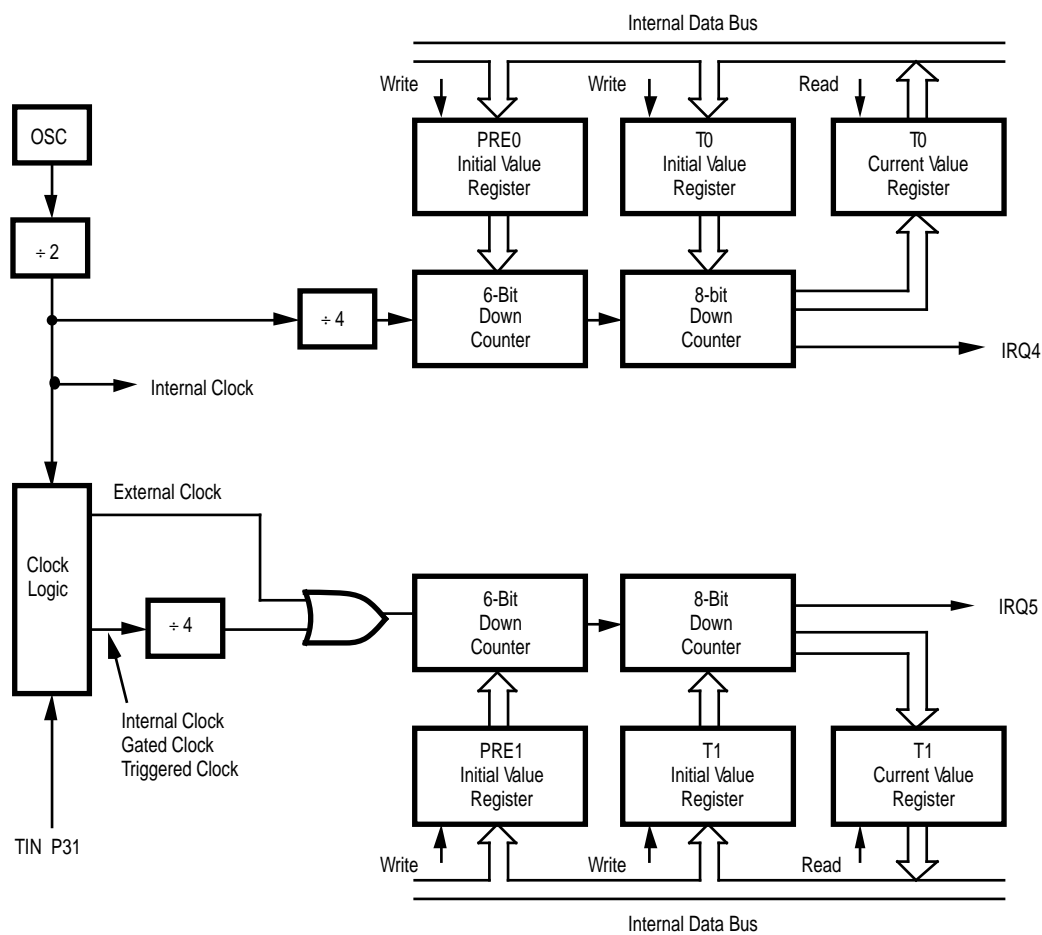 Internal Data Bus
Write
Write
Read
OSC
PRE0
Initial Value
Register
T0
Initial Value
Register
T0
Current Value
Register
÷ 2
÷ 4
6-Bit
Down
Counter
8-bit
Down
Counter
IRQ4
Internal Clock
External Clock
Clock
Logic
÷ 4
6-Bit
Down
Counter
8-Bit
Down
Counter
IRQ5
Internal Clock
Gated Clock
Triggered Clock
PRE1
Initial Value
Register
T1
Initial Value
Register
T1
Current Value
Register
TIN P31
Write
Write
Read
Internal Data Bus